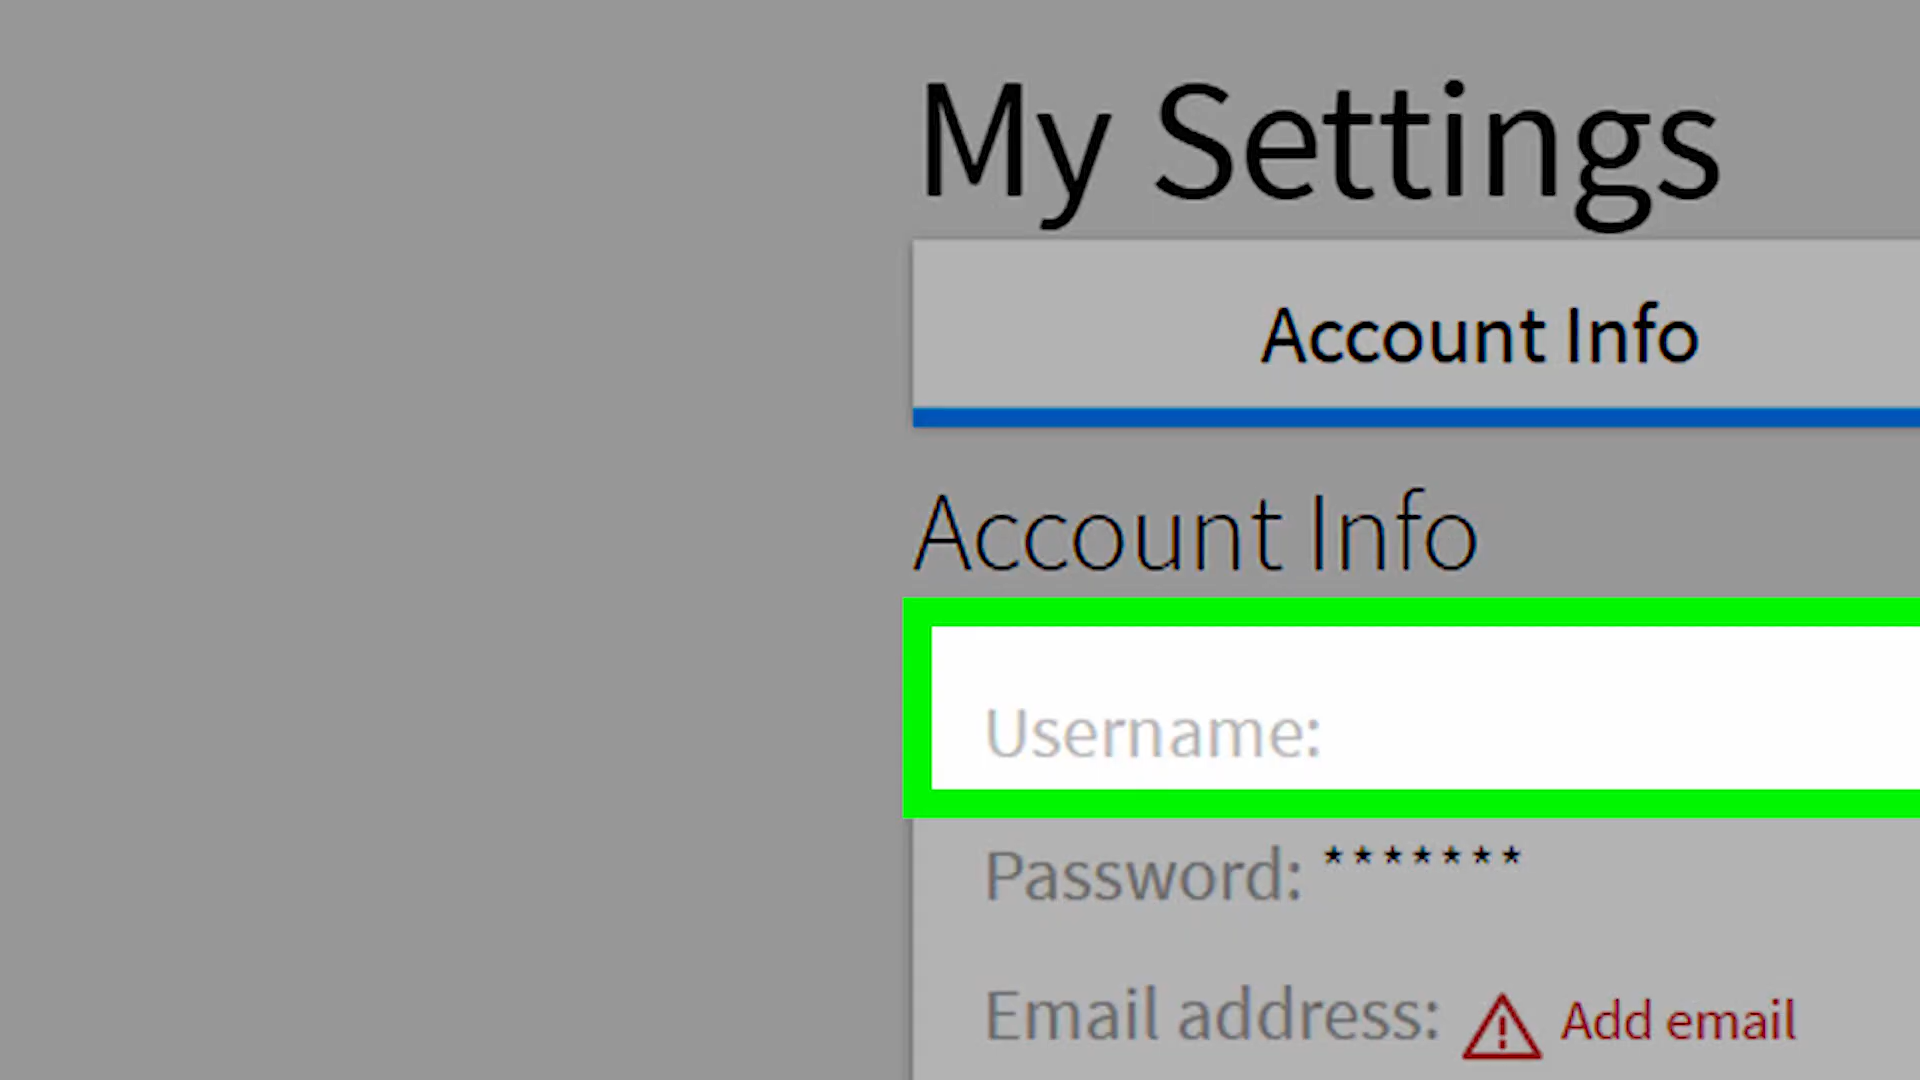 My Settings
Account Info
Account Info
Username:
Password: *******
Email address: Add email